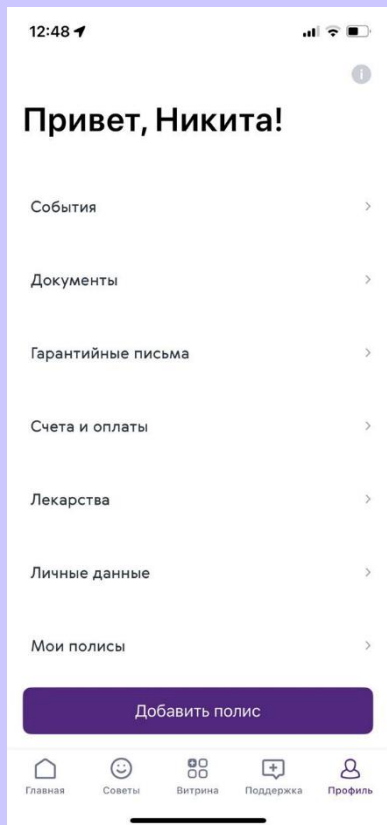 12:48
Привет, Никита!
События
Документы
Гарантийные письма
Счета и оплаты
Лекарства
Личные данные
Мои полисы
Добавить полис
Главная Советы Витрина Поддержка Профиль